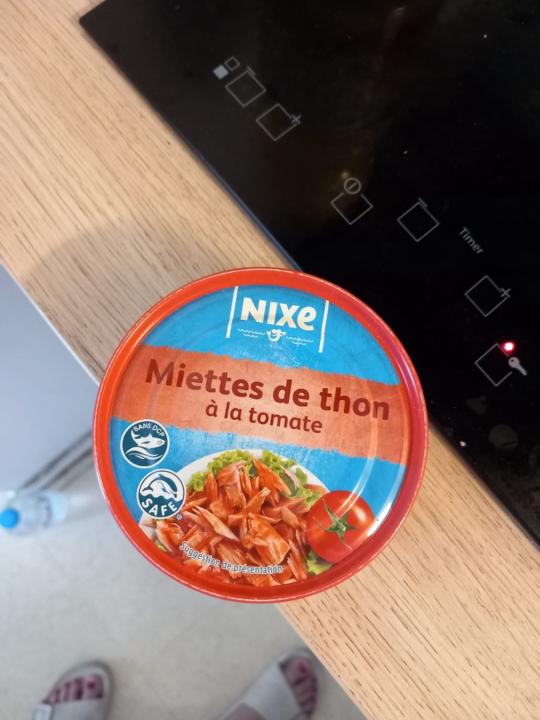 Timer
NIXe
Miettes de thon
à la tomate
SANS DCP
SAFE
Suggestion de présentation